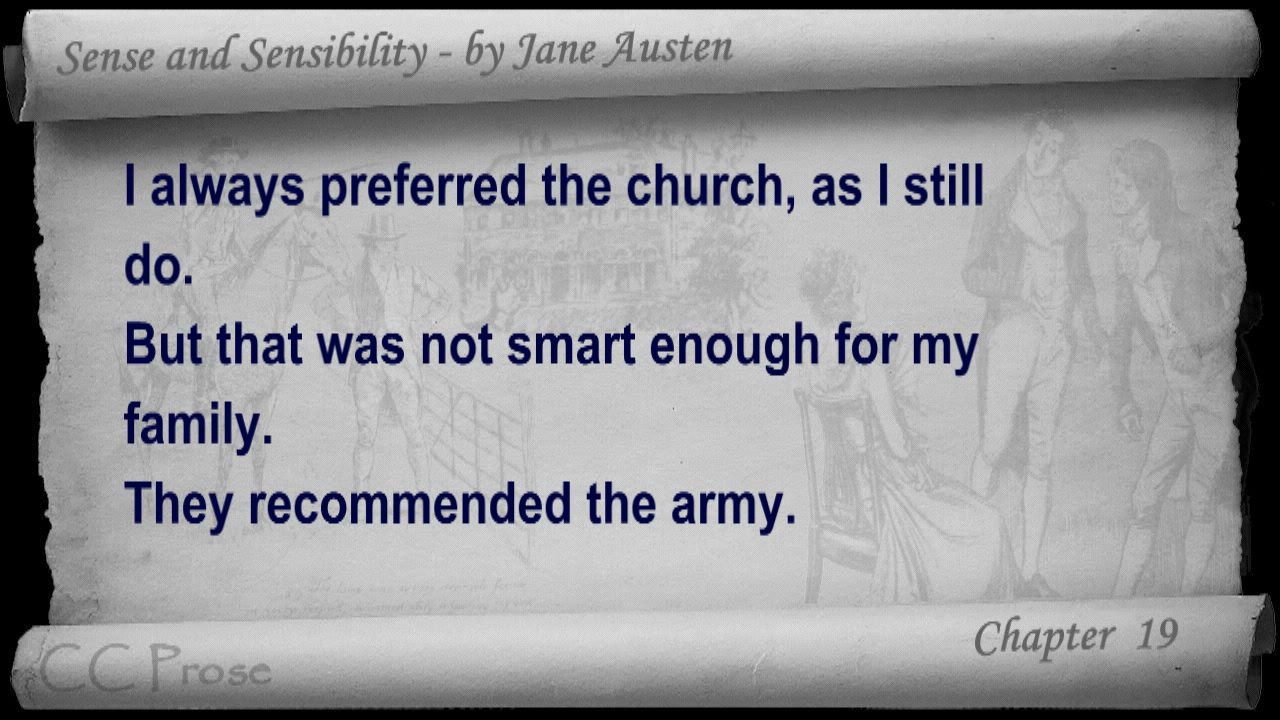 Sense and Sensibility - by Jane Austen
I always preferred the church, as I still
do.
But that was not smart enough for my
family.
They recommended the army.
Chapter 19
CC Prose